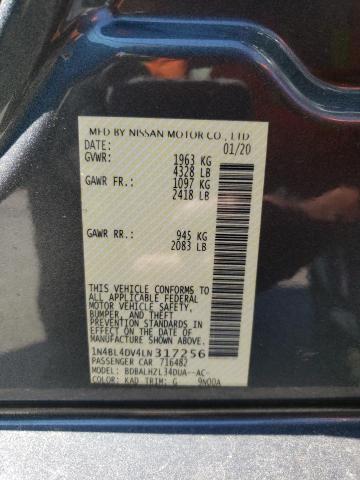 MFD BY NISSAN MOTOR CO., LTD
DATE: 01/20
GVWR: 1963 KG
4328 LB
GAWR FR: 1097 KG
2418 LB
GAWR RR: 945 KG
2083 LB
THIS VEHICLE CONFORMS TO
ALL APPLICABLE FEDERAL
MOTOR VEHICLE SAFETY,
BUMPER, AND THEFT
PREVENTION STANDARDS IN
EFFECT ON THE DATE OF
MANUFACTURE SHOWN ABOVE.
1N4BL4DV4LN317256
PASSENGER CAR 716482
MODEL: BDBALHZL34DUA--AC-
COLOR: KAD TRIM: G 9N00A